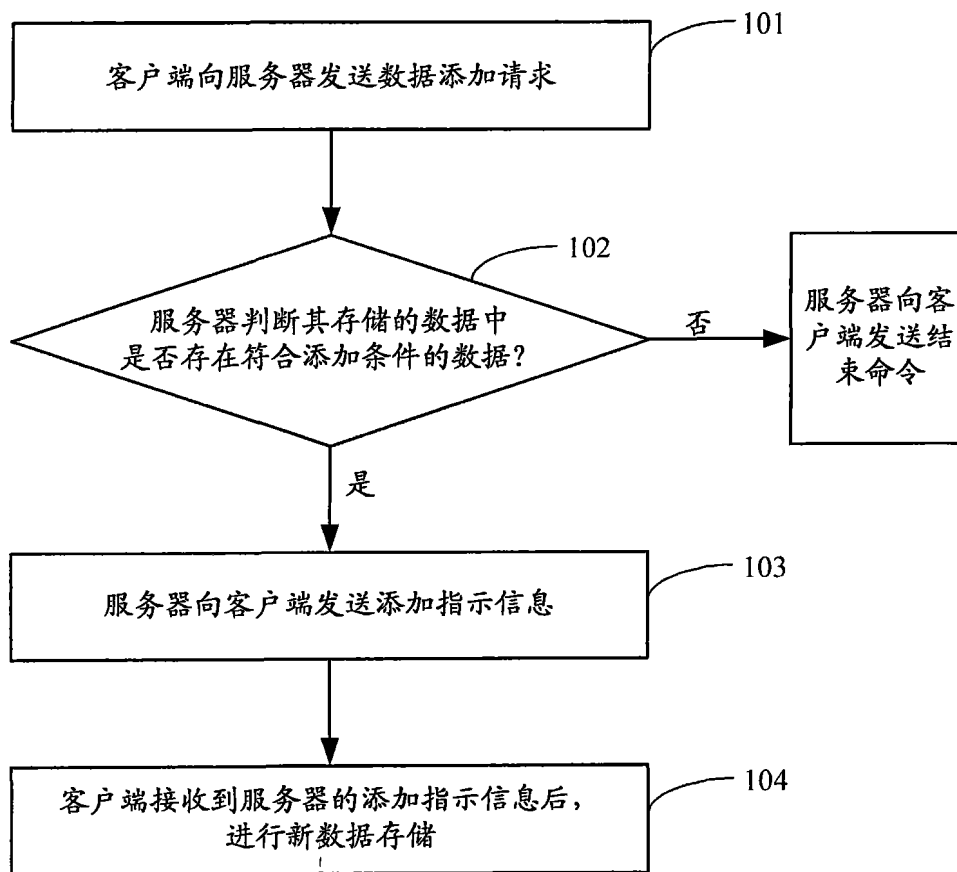 101
客户端向服务器发送数据添加请求
102
服务器判断其存储的数据中
是否存在符合添加条件的数据?
否
服务器向客
户端发送结
束命令
是
103
服务器向客户端发送添加指示信息
104
客户端接收到服务器的添加指示信息后，
进行新数据存储